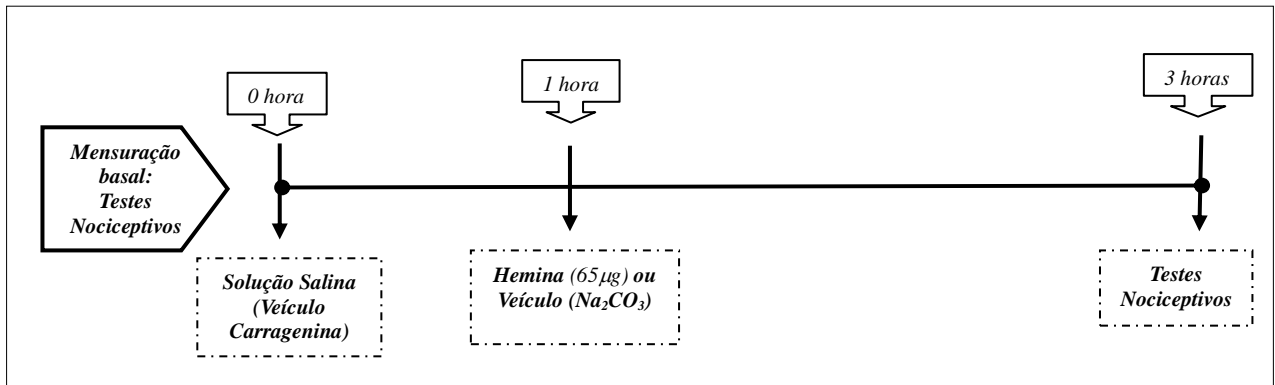 0 hora
1 hora
3 horas
Mensuração
basal:
Testes
Nociceptivos
Solução Salina
(Veículo
Carragenina)
Hemina (65µg) ou
Veículo (Na₂CO₃)
Testes
Nociceptivos